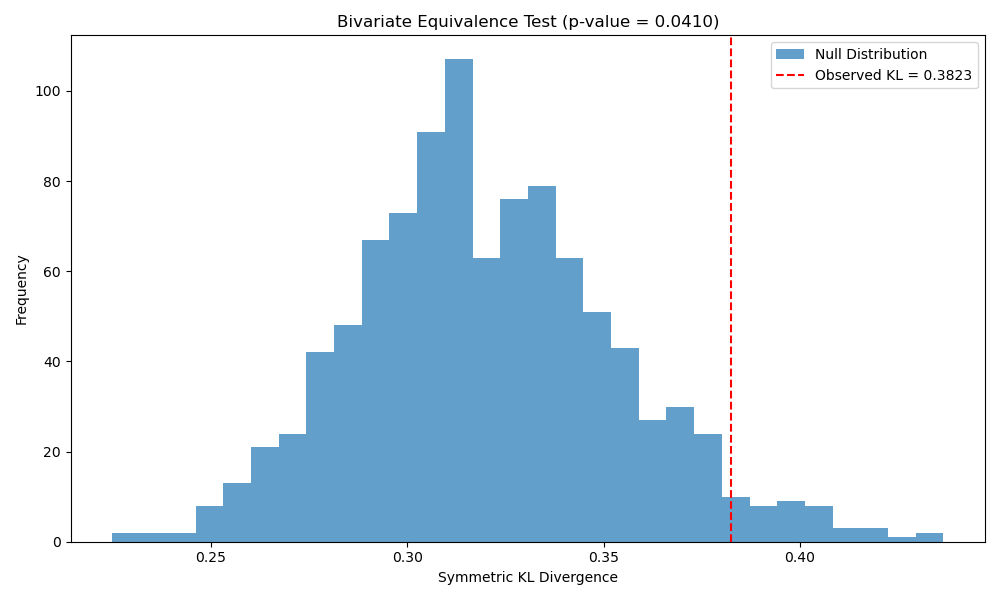 Bivariate Equivalence Test (p-value = 0.0410)
Null Distribution
Observed KL = 0.3823
100
80
60
40
20
0
Frequency
0.25 0.30 0.35 0.40
Symmetric KL Divergence